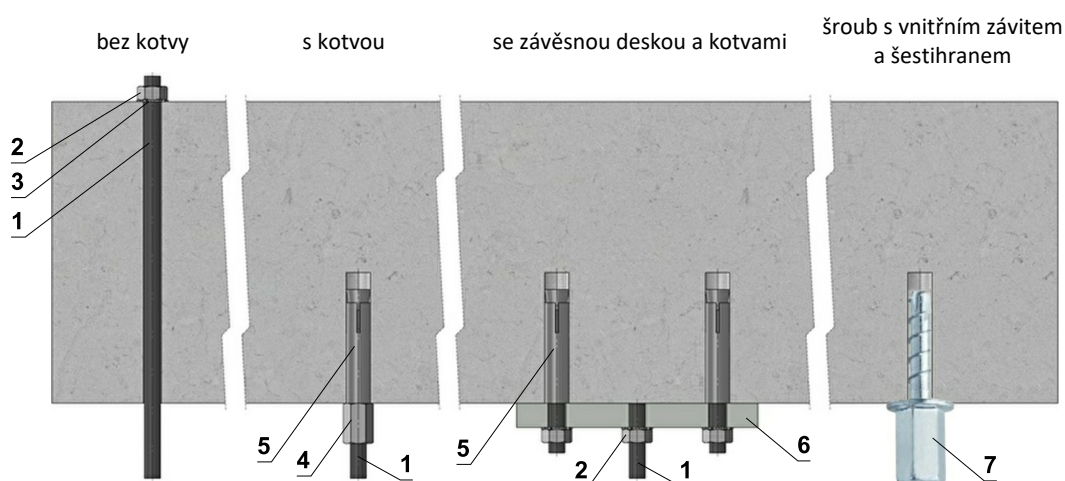 bez kotvy
s kotvou
se závěsnou deskou a kotvami
šroub s vnitřním závitem
a šestihranem
2
3
1
5
4
1
5
2
1
6
7